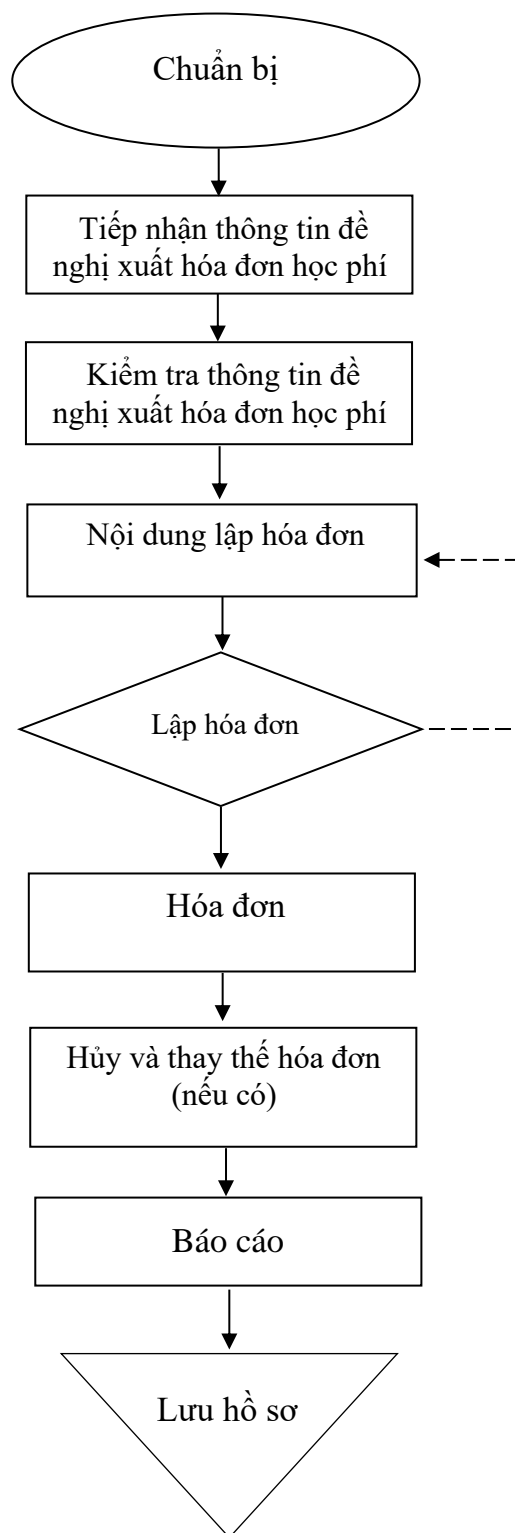 Chuẩn bị
Tiếp nhận thông tin đề
nghị xuất hóa đơn học phí
Kiểm tra thông tin đề
nghị xuất hóa đơn học phí
Nội dung lập hóa đơn
Lập hóa đơn
Hóa đơn
Hủy và thay thế hóa đơn
(nếu có)
Báo cáo
Lưu hồ sơ